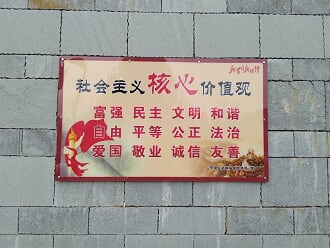 社会主义核心价值观
富强 民主 文明 和谐
自由 平等 公正 法治
爱国 敬业 诚信 友善